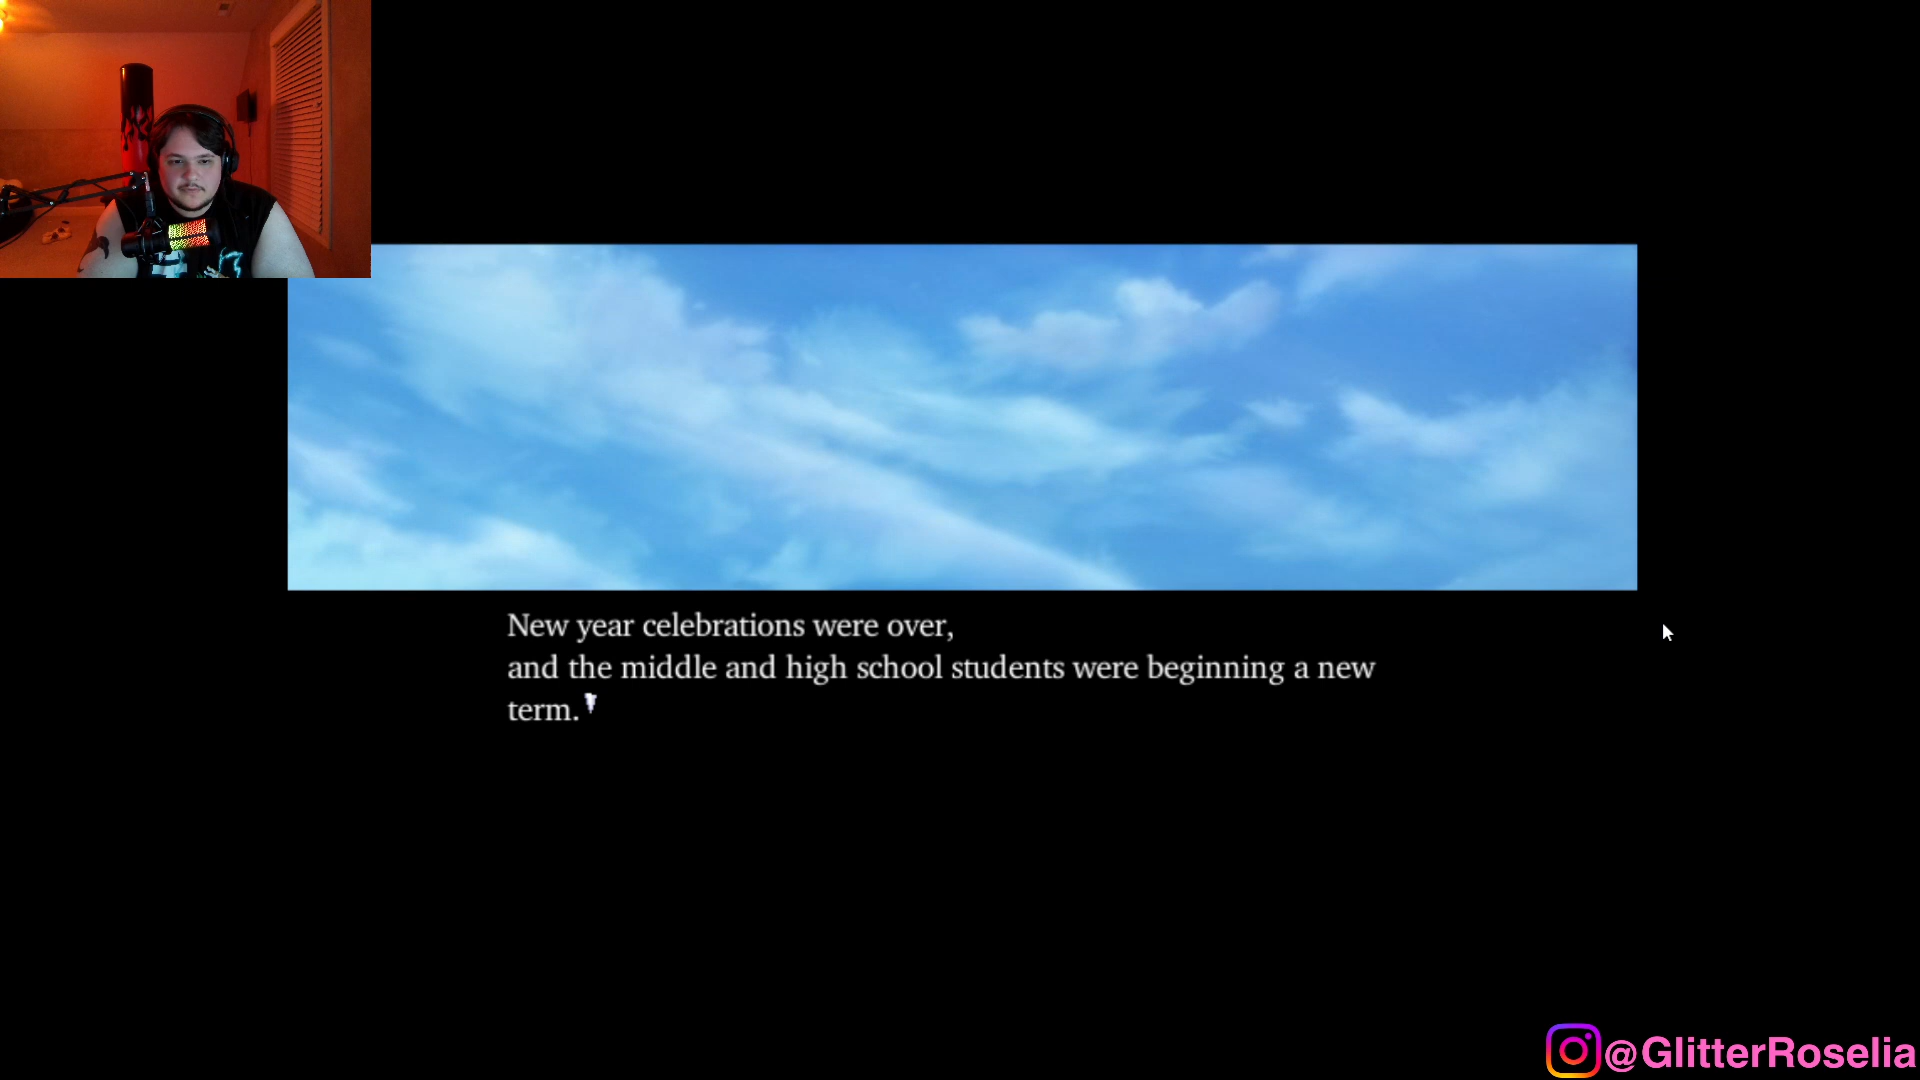 New year celebrations were over,
and the middle and high school students were beginning a new
term.
@GlitterRoselia